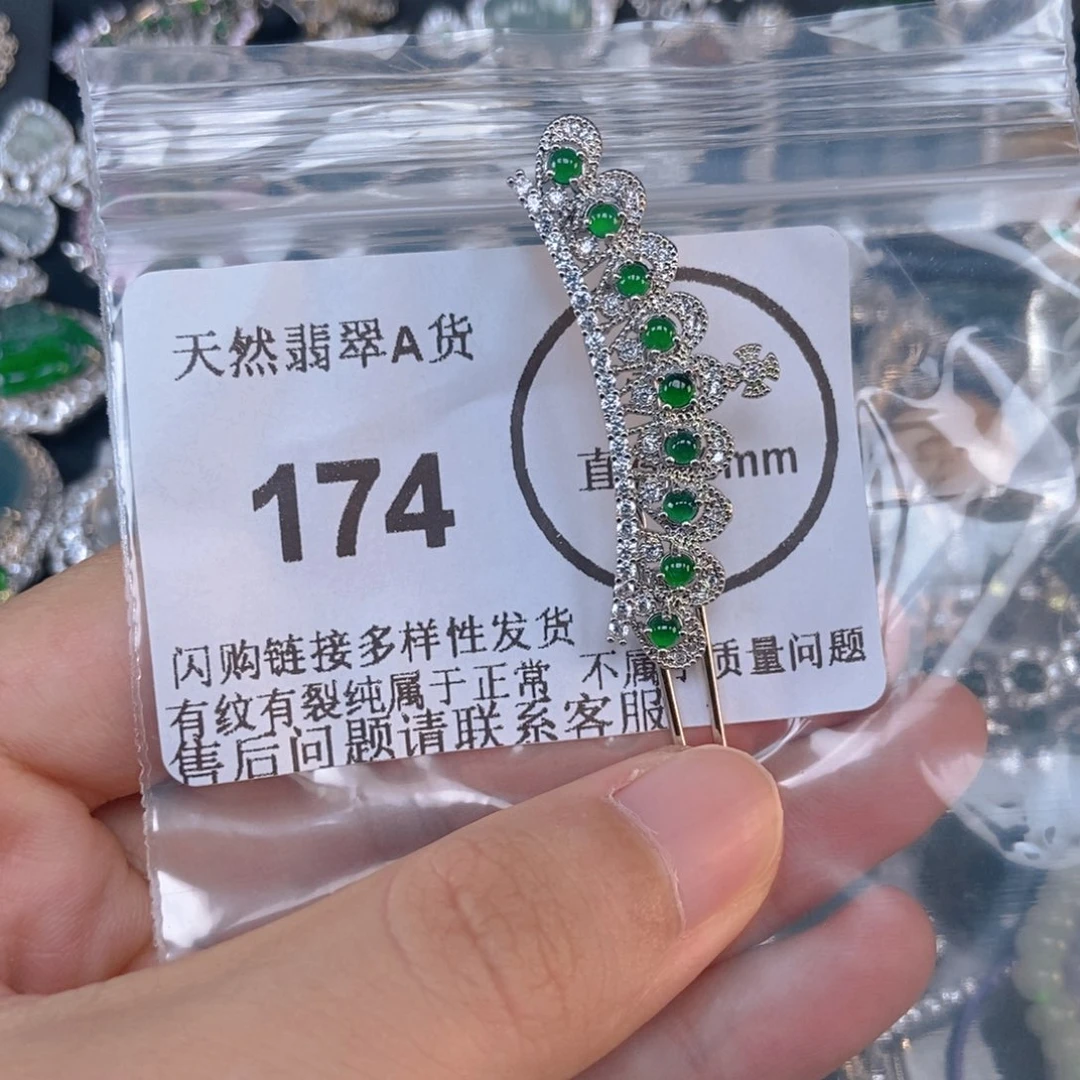 天然翡翠A货
174
直 mm
闪购链接多样性发货
有纹有裂纯属于正常 不属于质量问题
售后问题请联系客服